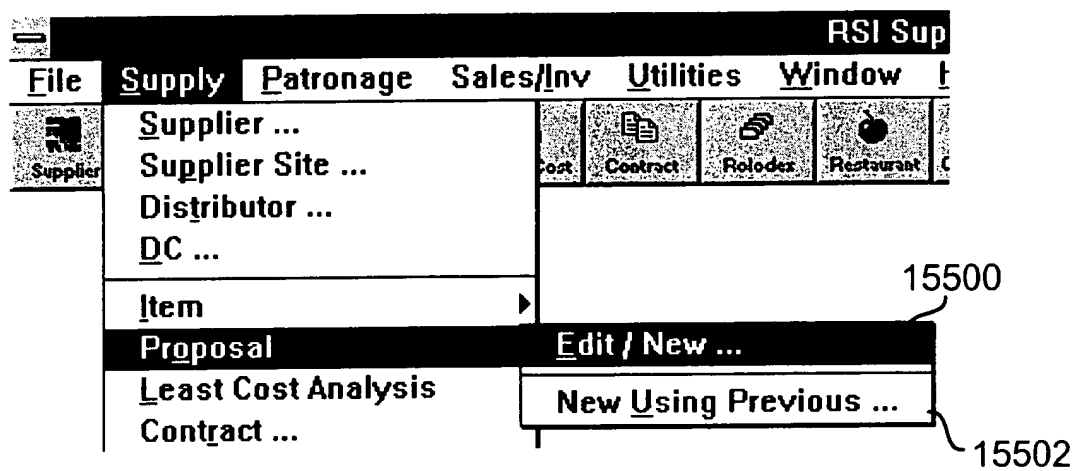 RSI Sup
File Supply Patronage Sales/Inv Utilities Window H
Supplier Cost Contract Rolodex Restaurant C
Supplier ...
Supplier Site ...
Distributor ...
DC ...
15500
Item
Proposal Edit / New ...
Least Cost Analysis New Using Previous ...
Contract ...
15502